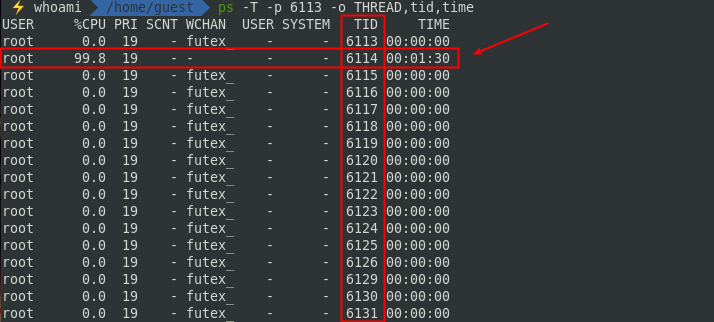 ⚡ whoami /home/guest ps -T -p 6113 -o THREAD,tid,time
USER %CPU PRI SCNT WCHAN USER SYSTEM TID TIME
root 0.0 19 - futex_ - - 6113 00:00:00
root 99.8 19 - - - - 6114 00:01:30
root 0.0 19 - futex_ - - 6115 00:00:00
root 0.0 19 - futex_ - - 6116 00:00:00
root 0.0 19 - futex_ - - 6117 00:00:00
root 0.0 19 - futex_ - - 6118 00:00:00
root 0.0 19 - futex_ - - 6119 00:00:00
root 0.0 19 - futex_ - - 6120 00:00:00
root 0.0 19 - futex_ - - 6121 00:00:00
root 0.0 19 - futex_ - - 6122 00:00:00
root 0.0 19 - futex_ - - 6123 00:00:00
root 0.0 19 - futex_ - - 6124 00:00:00
root 0.0 19 - futex_ - - 6125 00:00:00
root 0.0 19 - futex_ - - 6126 00:00:00
root 0.0 19 - futex_ - - 6129 00:00:00
root 0.0 19 - futex_ - - 6130 00:00:00
root 0.0 19 - futex_ - - 6131 00:00:00